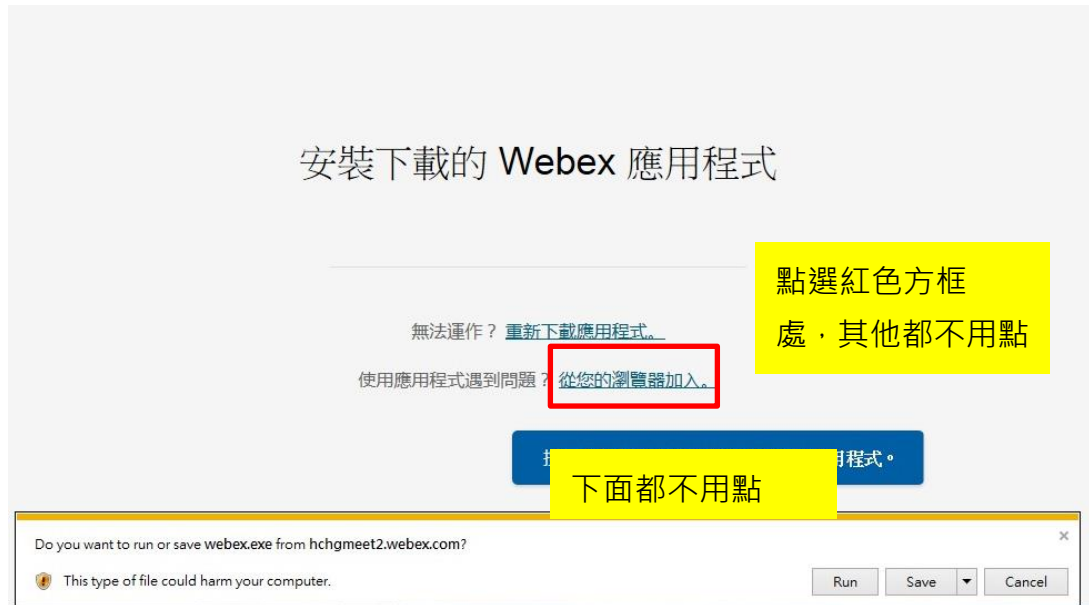 安裝下載的 Webex 應用程式
點選紅色方框
處，其他都不用點
無法運作？ 重新下載應用程式。
使用應用程式遇到問題？ 從您的瀏覽器加入。
用程式。
下面都不用點
Do you want to run or save webex.exe from hchgmeet2.webex.com?
×
This type of file could harm your computer.
Run Save Cancel